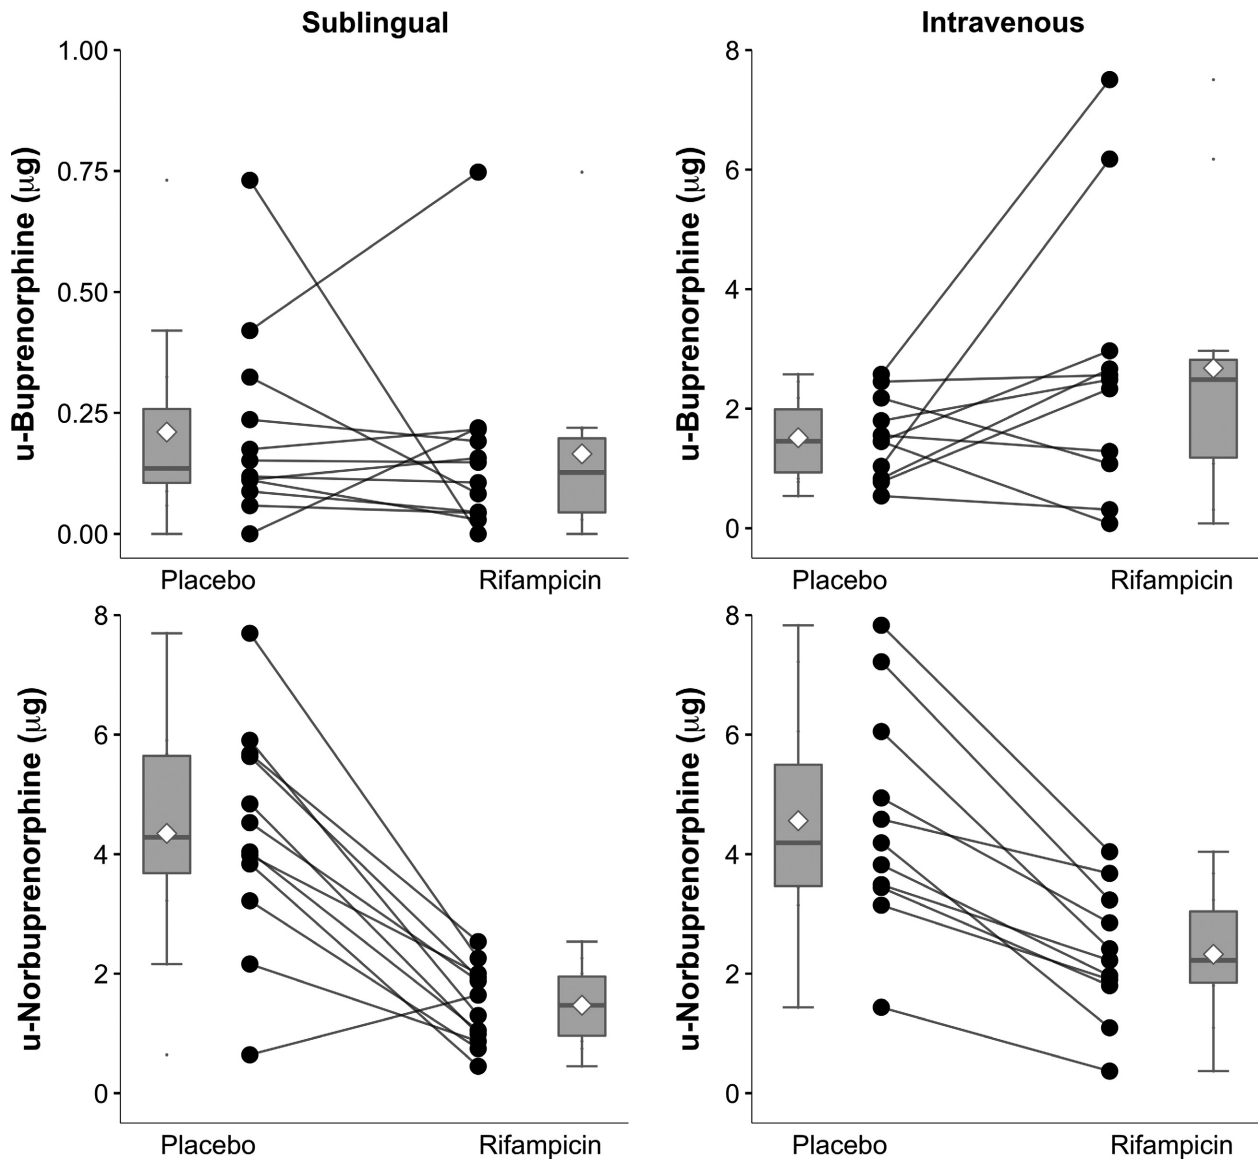 Sublingual
Intravenous
u-Buprenorphine (μg)
1.00
0.75
0.50
0.25
0.00
Placebo
Rifampicin
u-Buprenorphine (μg)
8
6
4
2
0
Placebo
Rifampicin
u-Norbuprenorphine (μg)
8
6
4
2
0
Placebo
Rifampicin
u-Norbuprenorphine (μg)
8
6
4
2
0
Placebo
Rifampicin